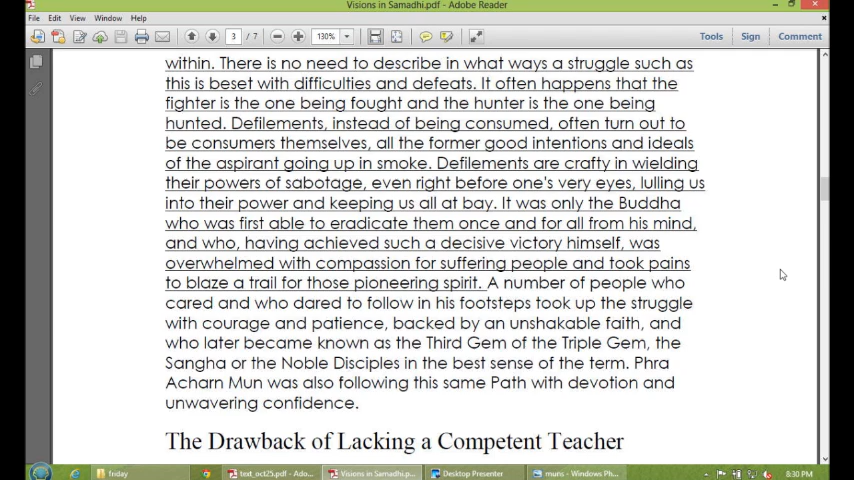 Visions in Samadhi.pdf - Adobe Reader
File Edit View Window Help
3 / 7 130% Tools Sign Comment
within. There is no need to describe in what ways a struggle such as
this is beset with difficulties and defeats. It often happens that the
fighter is the one being fought and the hunter is the one being
hunted. Defilements, instead of being consumed, often turn out to
be consumers themselves, all the former good intentions and ideals
of the aspirant going up in smoke. Defilements are crafty in wielding
their powers of sabotage, even right before one's very eyes, lulling us
into their power and keeping us all at bay. It was only the Buddha
who was first able to eradicate them once and for all from his mind,
and who, having achieved such a decisive victory himself, was
overwhelmed with compassion for suffering people and took pains
to blaze a trail for those pioneering spirit. A number of people who
cared and who dared to follow in his footsteps took up the struggle
with courage and patience, backed by an unshakable faith, and
who later became known as the Third Gem of the Triple Gem, the
Sangha or the Noble Disciples in the best sense of the term. Phra
Acharn Mun was also following this same Path with devotion and
unwavering confidence.
The Drawback of Lacking a Competent Teacher
friday text_oct25.pdf - Ado... Visions in Samadhi.p... Desktop Presenter muns - Windows Ph... 8:30 PM